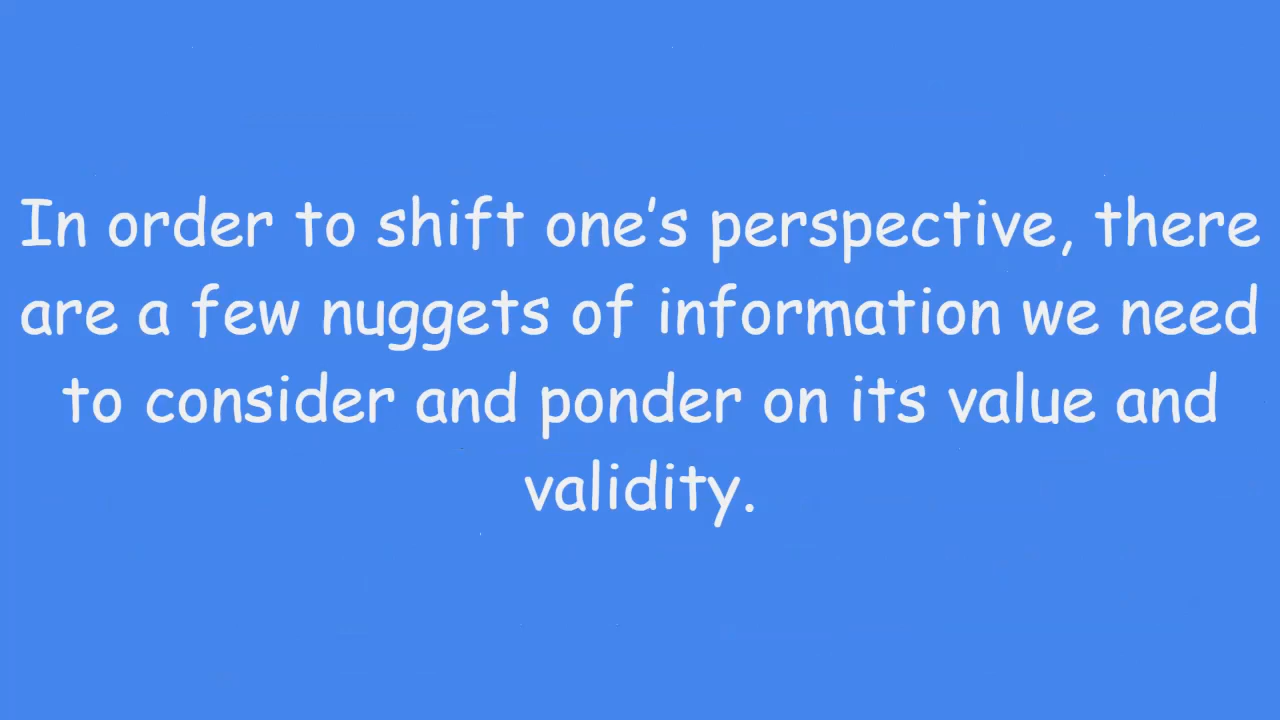 In order to shift one's perspective, there
are a few nuggets of information we need
to consider and ponder on its value and
validity.